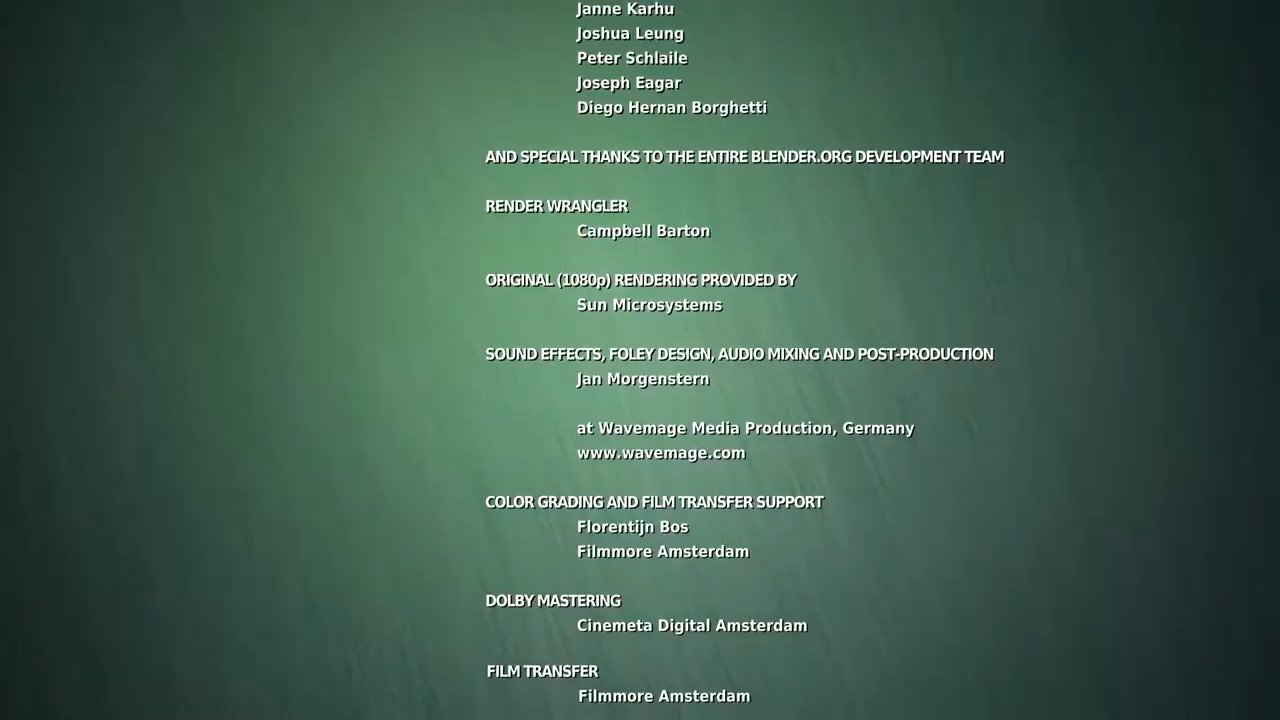 Janne Karhu
Joshua Leung
Peter Schlaile
Joseph Eagar
Diego Hernan Borghetti
AND SPECIAL THANKS TO THE ENTIRE BLENDER.ORG DEVELOPMENT TEAM
RENDER WRANGLER
Campbell Barton
ORIGINAL (1080p) RENDERING PROVIDED BY
Sun Microsystems
SOUND EFFECTS, FOLEY DESIGN, AUDIO MIXING AND POST-PRODUCTION
Jan Morgenstern
at Wavemage Media Production, Germany
www.wavemage.com
COLOR GRADING AND FILM TRANSFER SUPPORT
Florentijn Bos
Filmmore Amsterdam
DOLBY MASTERING
Cinemeta Digital Amsterdam
FILM TRANSFER
Filmmore Amsterdam